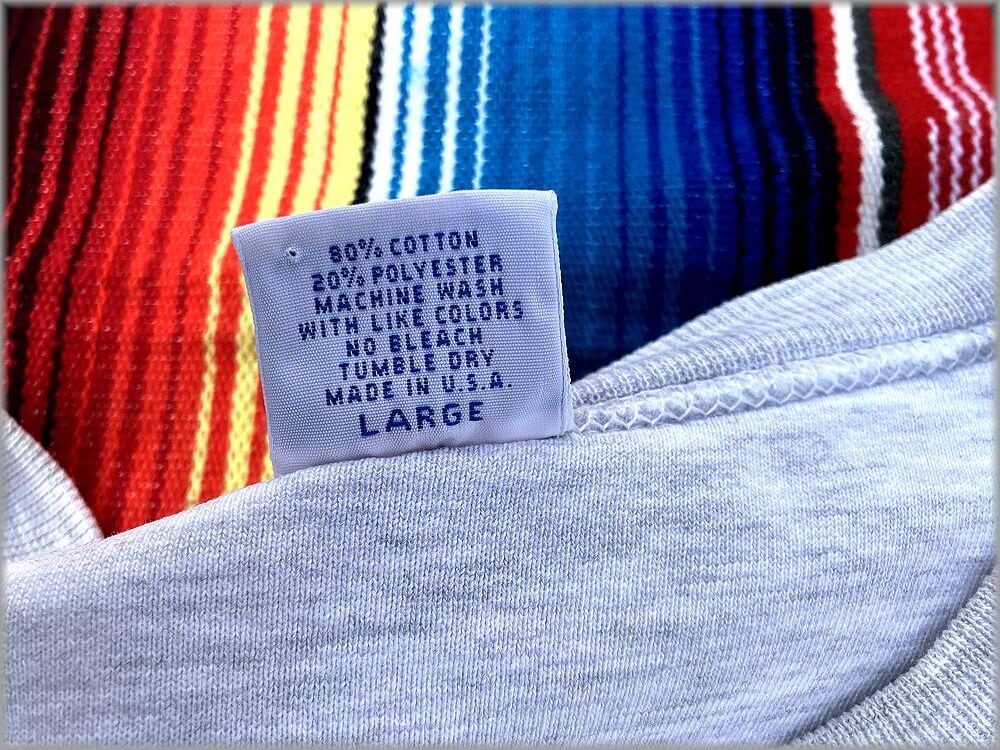 80% COTTON
20% POLYESTER
MACHINE WASH
WITH LIKE COLORS
NO BLEACH
TUMBLE DRY
MADE IN U.S.A.
LARGE